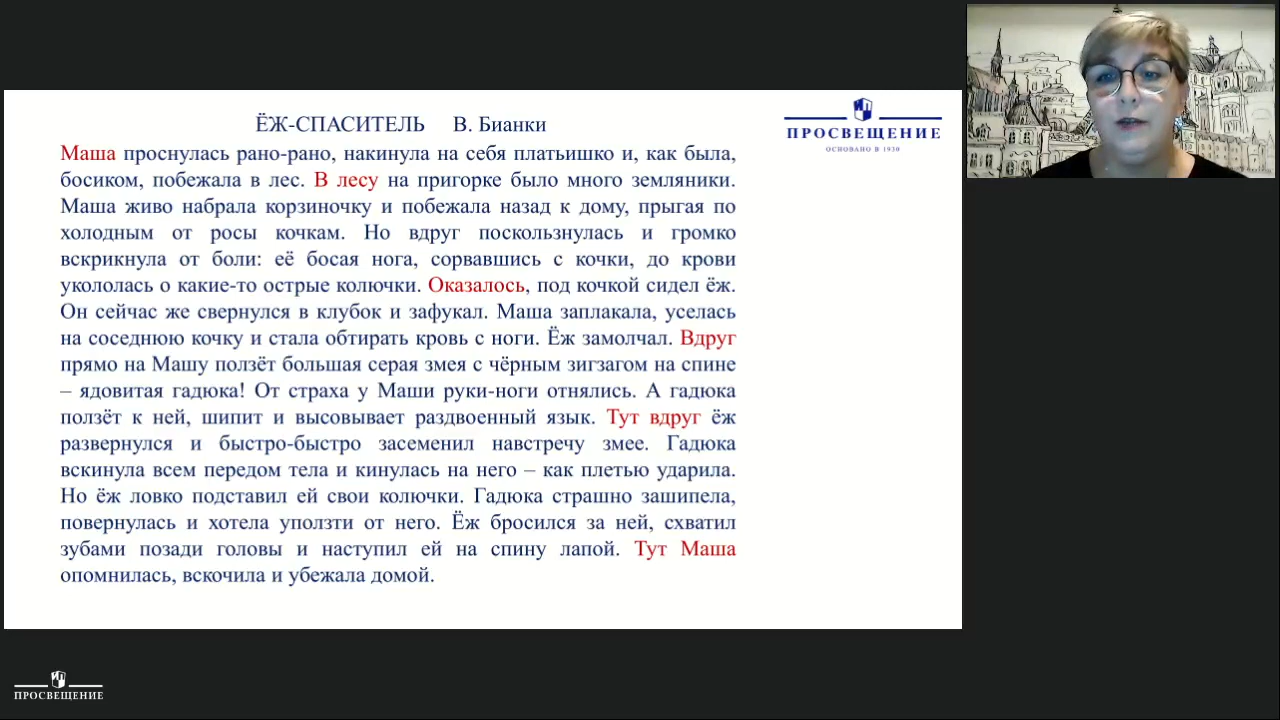 ЁЖ-СПАСИТЕЛЬ В. Бианки
Маша проснулась рано-рано, накинула на себя платьишко и, как была,
босиком, побежала в лес. В лесу на пригорке было много земляники.
Маша живо набрала корзиночку и побежала назад к дому, прыгая по
холодным от росы кочкам. Но вдруг поскользнулась и громко
вскрикнула от боли: её босая нога, сорвавшись с кочки, до крови
укололась о какие-то острые колючки. Оказалось, под кочкой сидел ёж.
Он сейчас же свернулся в клубок и зафукал. Маша заплакала, уселась
на соседнюю кочку и стала обтирать кровь с ноги. Ёж замолчал. Вдруг
прямо на Машу ползёт большая серая змея с чёрным зигзагом на спине
– ядовитая гадюка! От страха у Маши руки-ноги отнялись. А гадюка
ползёт к ней, шипит и высовывает раздвоенный язык. Тут вдруг ёж
развернулся и быстро-быстро засеменил навстречу змее. Гадюка
вскинула всем передом тела и кинулась на него – как плетью ударила.
Но ёж ловко подставил ей свои колючки. Гадюка страшно зашипела,
повернулась и хотела уползти от него. Ёж бросился за ней, схватил
зубами позади головы и наступил ей на спину лапой. Тут Маша
опомнилась, вскочила и убежала домой.
ПРОСВЕЩЕНИЕ
ОСНОВАНО В 1930
ПРОСВЕЩЕНИЕ